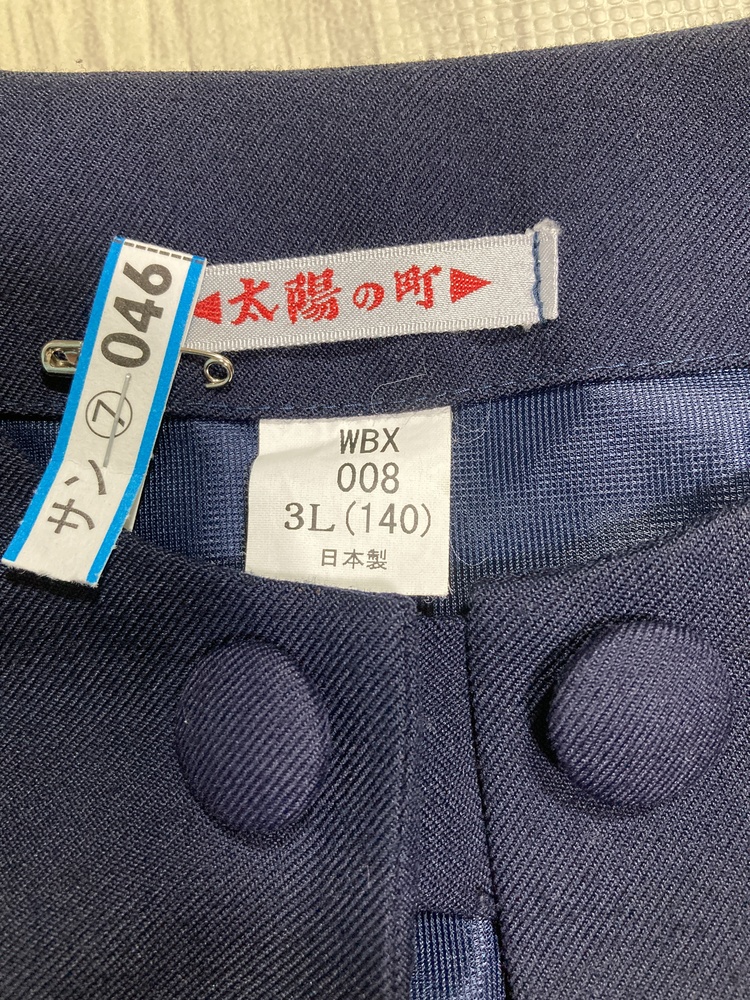 ◀太陽の町▶
サン⑦046
WBX
008
3L(140)
日本製